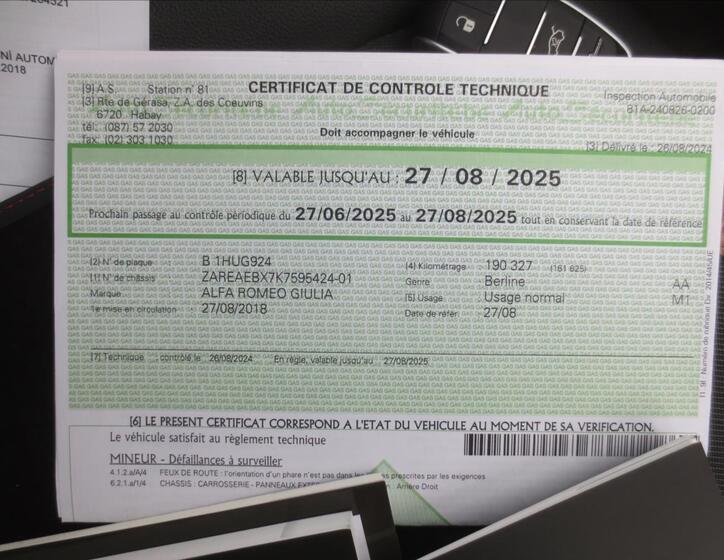 NI AUTOM
2018
[9] A.S. Station n° 81
CERTIFICAT DE CONTROLE TECHNIQUE
[3] Rte de Gérasa, Z.A. des Coeuvins
6720 Habay
tél. (087) 57 2030
fax. (02) 303 1030
Doit accompagner le véhicule
Inspection Automobile
81A-240826-0200
[3] Délivré le : 26/08/2024
[8] VALABLE JUSQU'AU : 27 / 08 / 2025
Prochain passage au contrôle périodique du 27/06/2025 au 27/08/2025 tout en conservant la date de référence
[2] N° de plaque B 1HUG924
[1] N° de châssis ZAREAEBX7K7595424-01
Marque ALFA ROMEO GIULIA
1e mise en circulation 27/08/2018
[4] Kilométrage 190 327 (161 625)
Genre Berline AA
[5] Usage Usage normal M1
Date de référ. 27/08
[7] Technique : contrôlé le 26/08/2024 En règle, valable jusqu'au 27/08/2025
[6] LE PRESENT CERTIFICAT CORRESPOND A L'ETAT DU VEHICULE AU MOMENT DE SA VERIFICATION.
Le véhicule satisfait au règlement technique
MINEUR - Défaillances à surveiller
4.1.2.a/A/4 FEUX DE ROUTE : l'orientation d'un phare n'est pas dans les prescrites par les exigences
6.2.1.a/1/4 CHASSIS : CARROSSERIE - PANNEAUX Arrière Droit